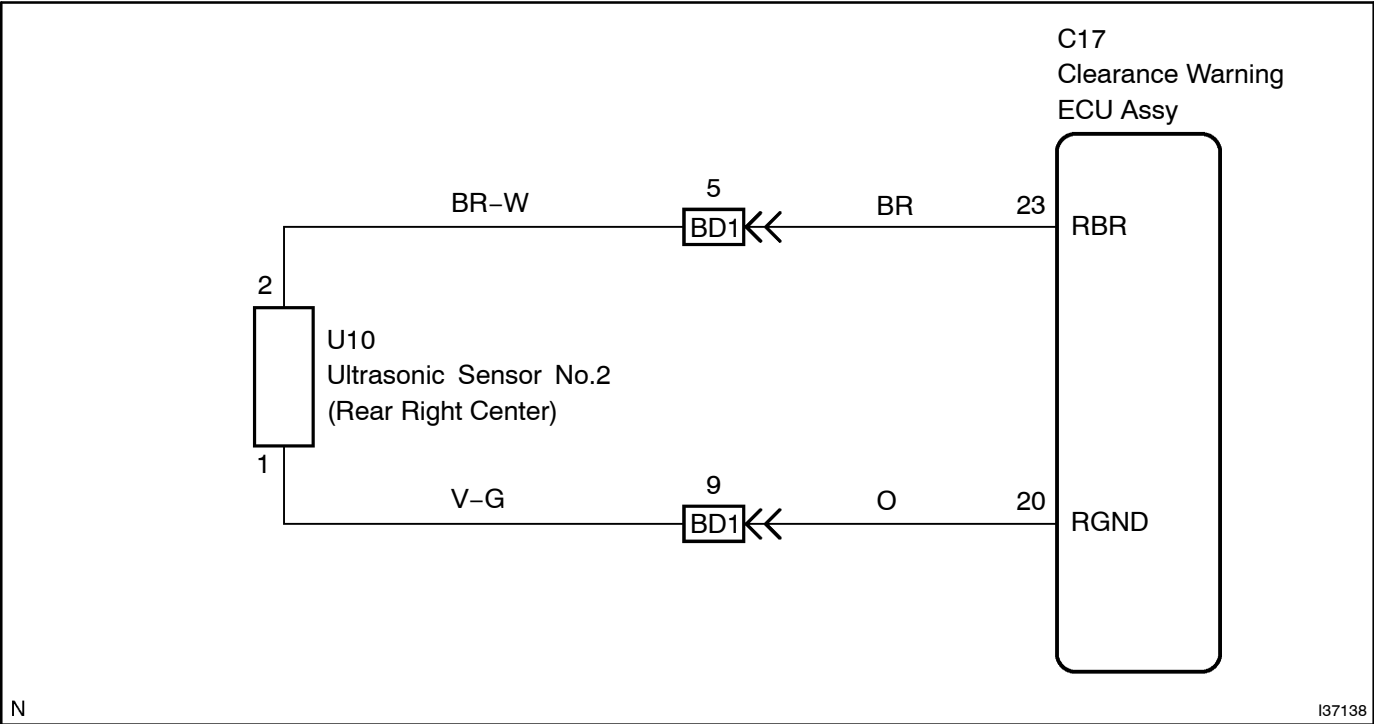 C17
Clearance Warning
ECU Assy
BR–W
5
BD1
BR
23
RBR
2
U10
Ultrasonic Sensor No.2
(Rear Right Center)
1
V–G
9
BD1
O
20
RGND
N
I37138